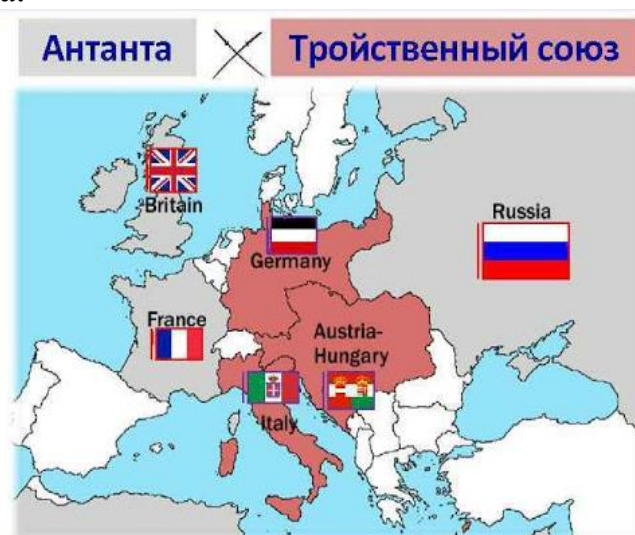 Антанта
Тройственный союз
Britain
Russia
Germany
France
Austria-
Hungary
Italy